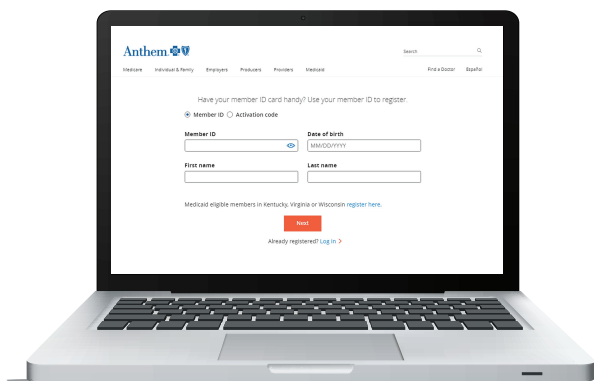 Anthem
Search
Medicare Individual & Family Employers Producers Providers Medicaid Find a Doctor Español
Have your member ID card handy? Use your member ID to register.
Member ID Activation code
Member ID Date of birth
MM/DD/YYYY
First name Last name
Medicaid eligible members in Kentucky, Virginia or Wisconsin register here.
Next
Already registered? Log in >